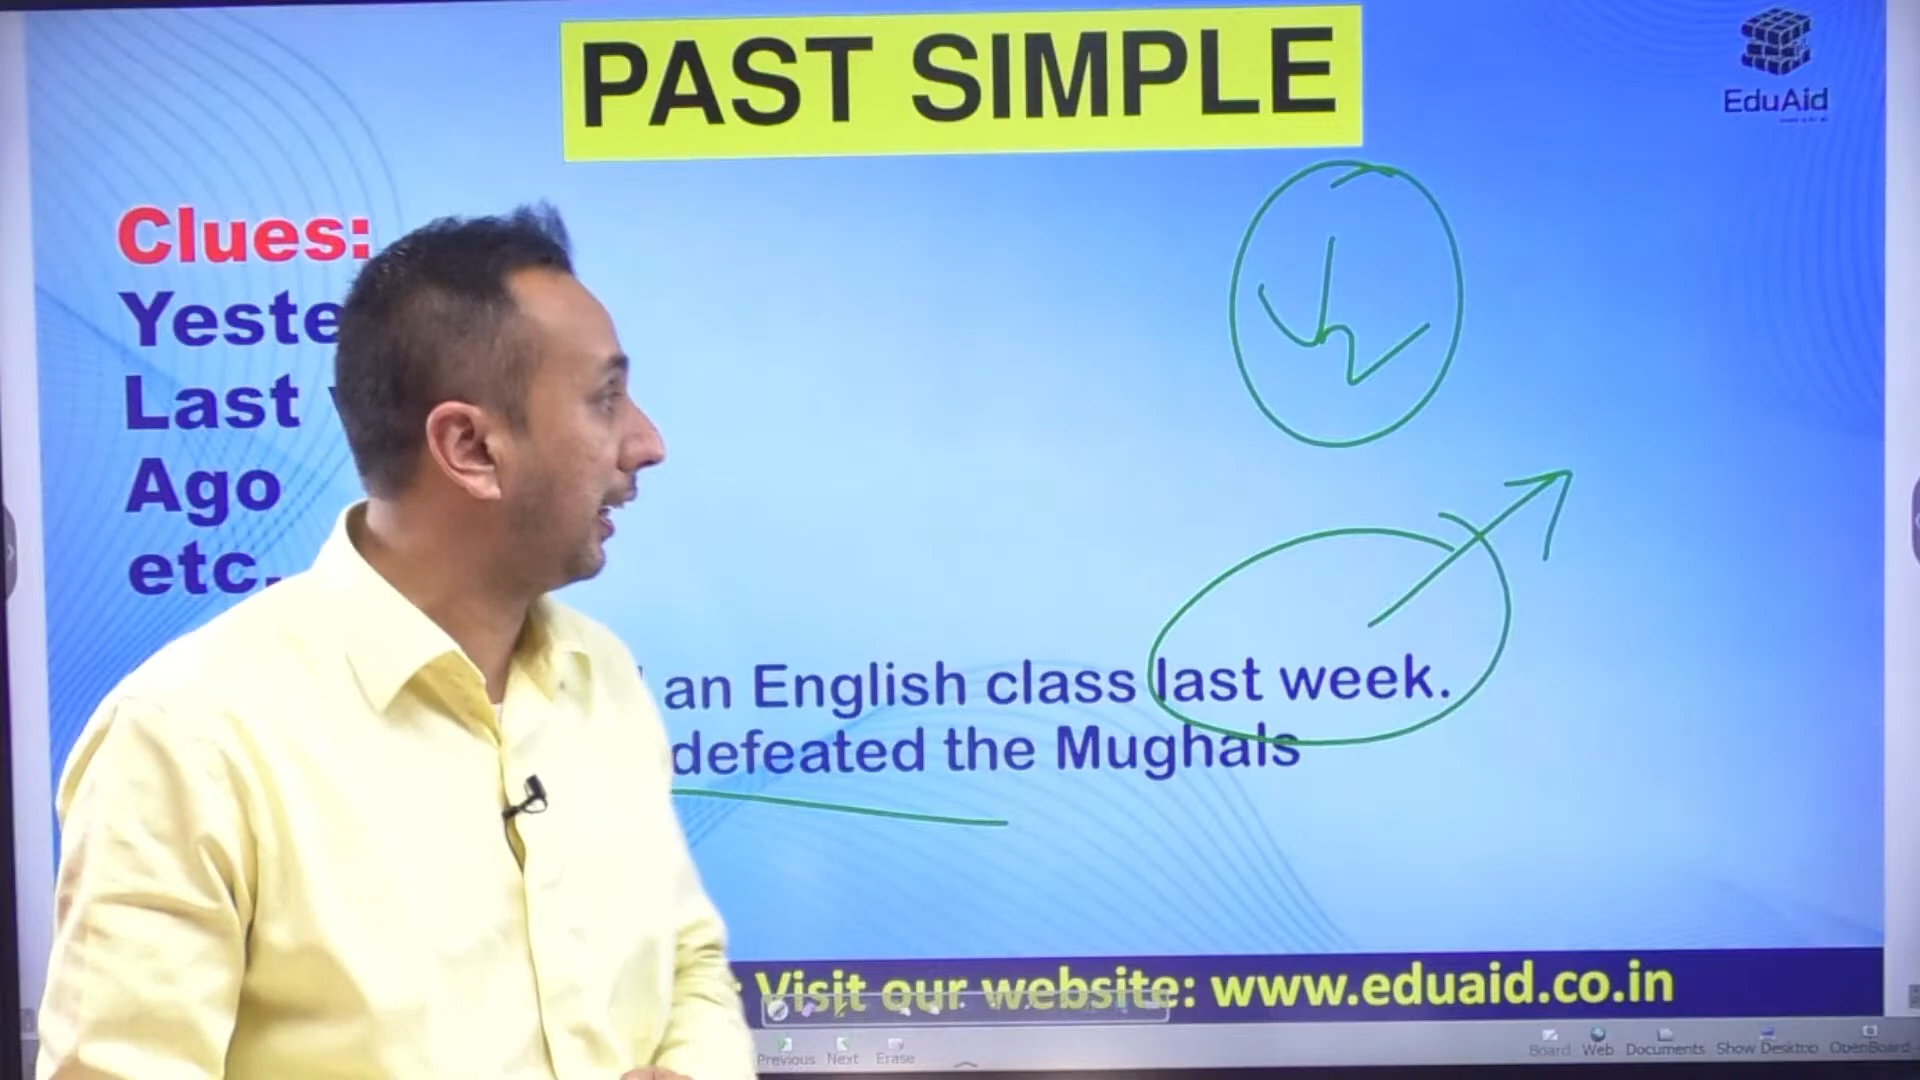 PAST SIMPLE
EduAid
Clues:
Last
Ago
etc.
an English class last week.
defeated the Mughals
: Visit our website: www.eduaid.co.in
Previous Next Erase
Board Web Documents Show Desktop OpenBoard